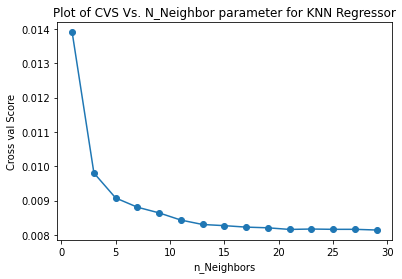 Plot of CVS Vs. N_Neighbor parameter for KNN Regressor
0.014
0.013
0.012
0.011
0.010
0.009
0.008
Cross val Score
0 5 10 15 20 25 30
n_Neighbors